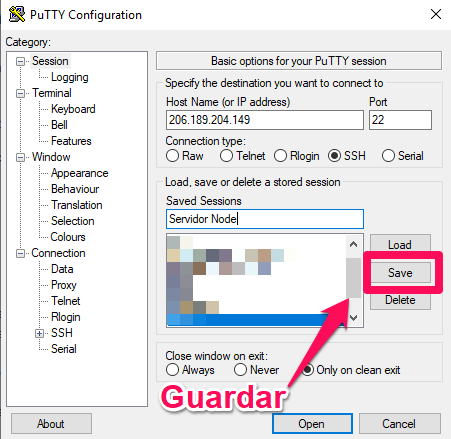 PuTTY Configuration
Category:
Session
Logging
Terminal
Keyboard
Bell
Features
Window
Appearance
Behaviour
Translation
Selection
Colours
Connection
Data
Proxy
Telnet
Rlogin
SSH
Serial
Basic options for your PuTTY session
Specify the destination you want to connect to
Host Name (or IP address) Port
206.189.204.149 22
Connection type:
Raw Telnet Rlogin SSH Serial
Load, save or delete a stored session
Saved Sessions
Servidor Node
Load
Save
Delete
Close window on exit:
Always Never Only on clean exit
Guardar
About Open Cancel